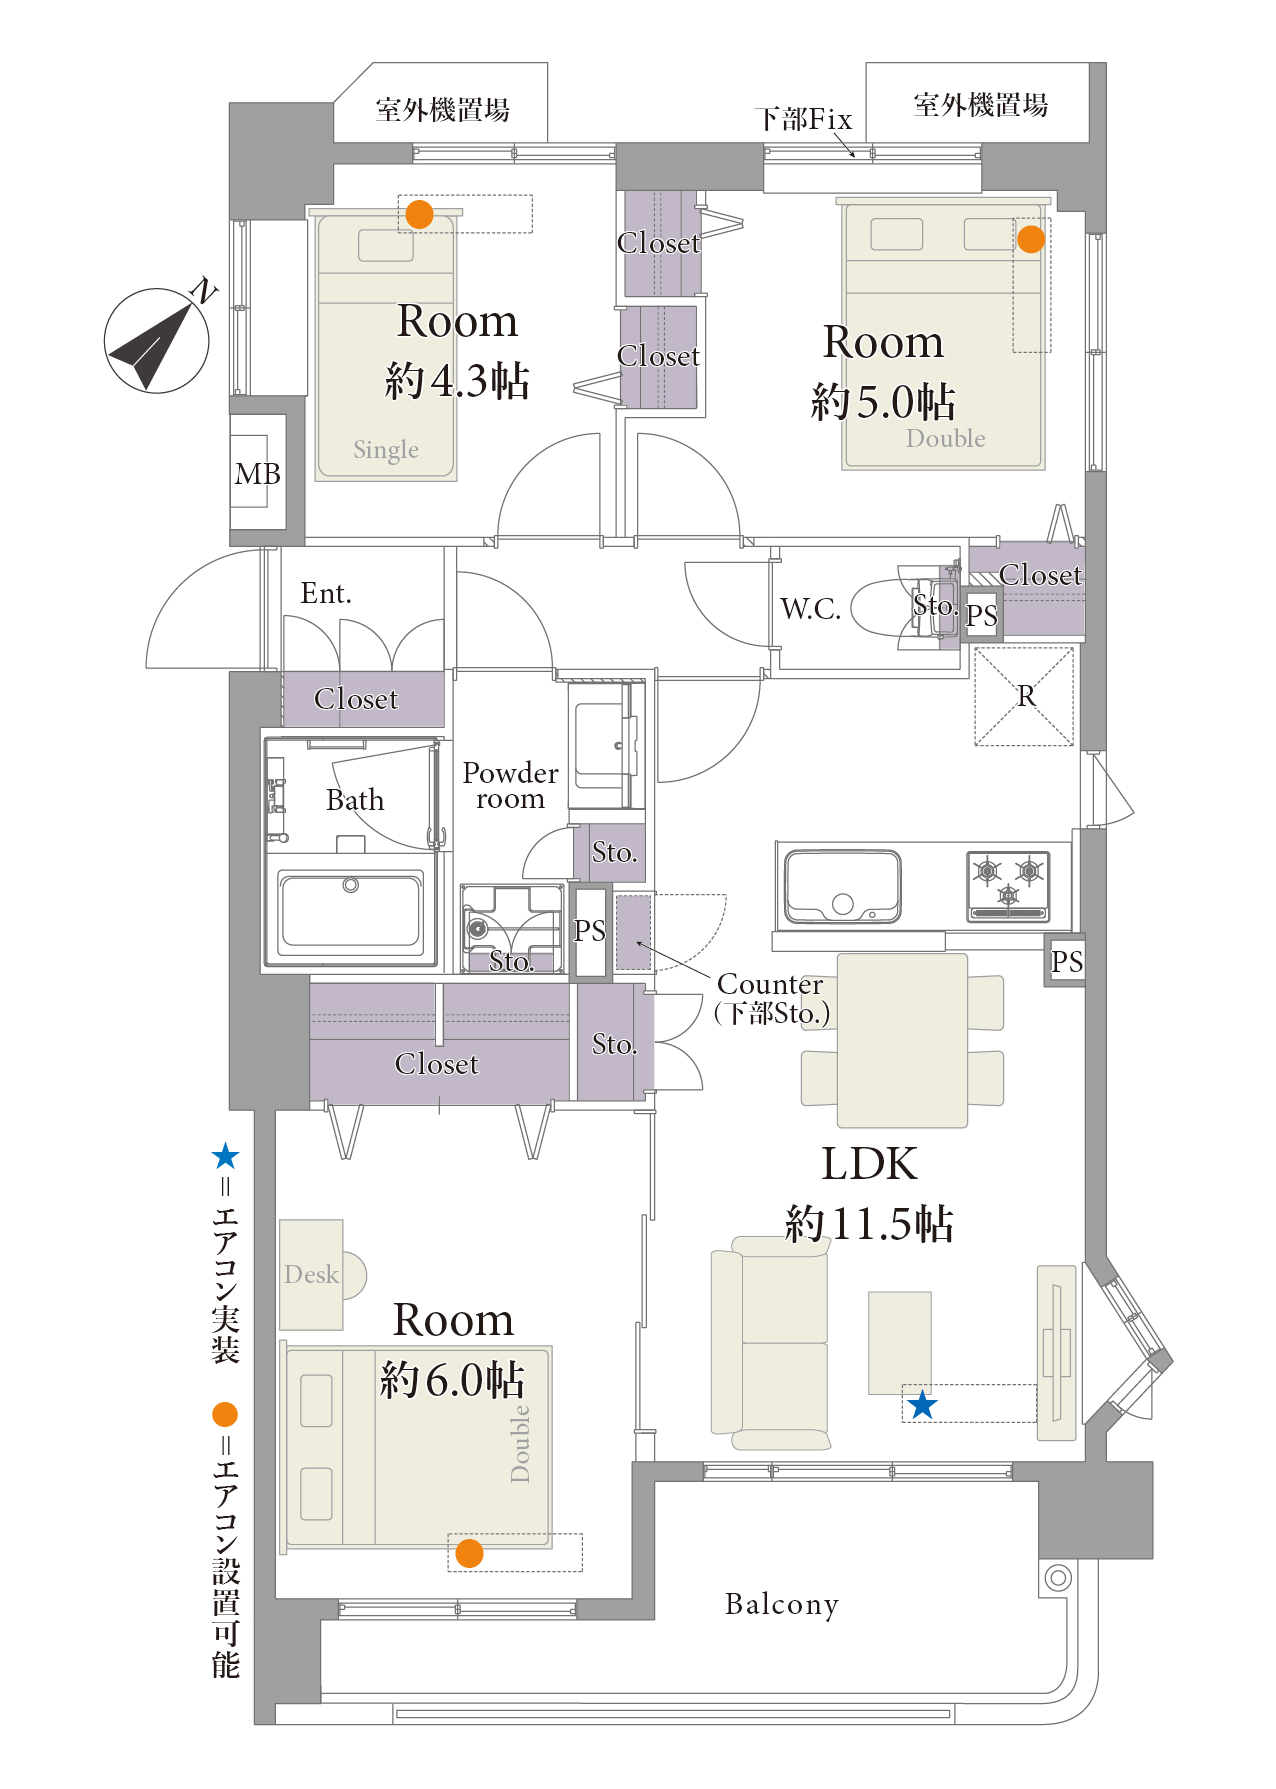 室外機置場
下部Fix
室外機置場
N
Closet
Room
約4.3帖
Closet
Room
約5.0帖
Single
Double
MB
Ent.
W.C.
Sto.
PS
Closet
Closet
R
Bath
Powder
room
Sto.
PS
Sto.
PS
Counter
(下部Sto.)
Closet
Sto.
LDK
約11.5帖
★=エアコン実装
●=エアコン設置可能
Desk
Room
約6.0帖
Double
★
Balcony